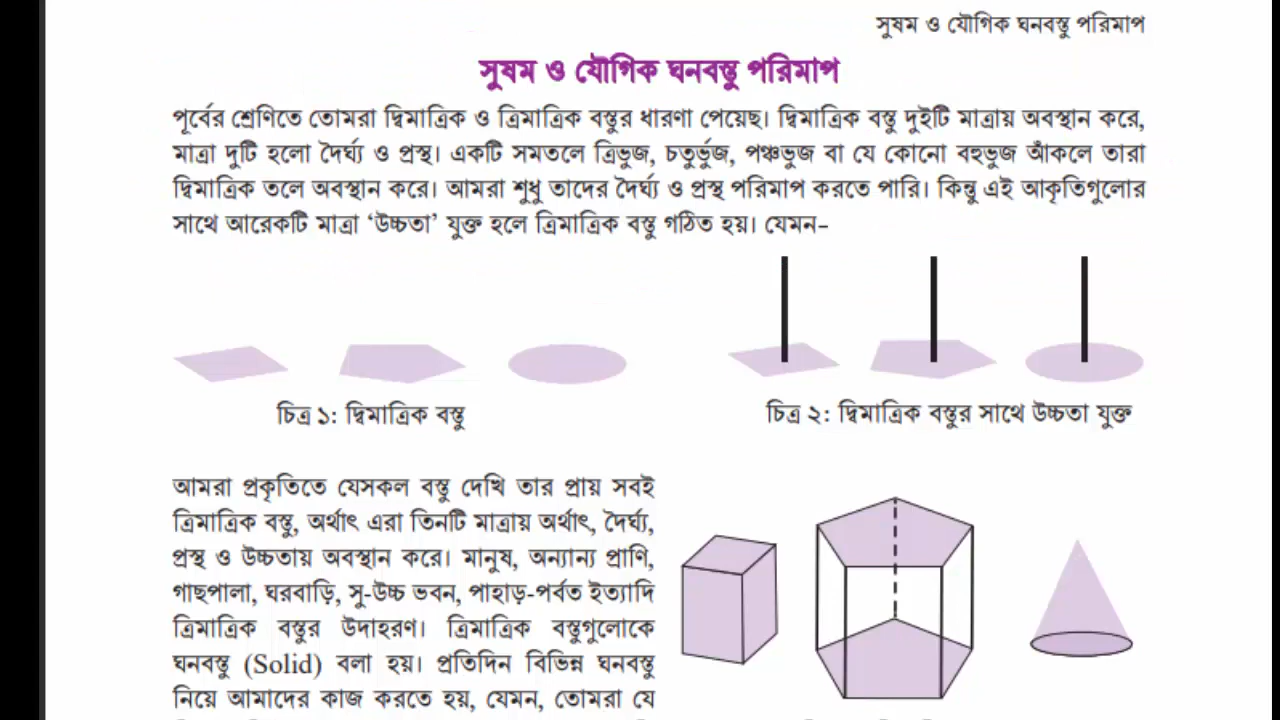 সুষম ও যৌগিক ঘনবস্তু পরিমাপ
সুষম ও যৌগিক ঘনবস্তু পরিমাপ
পূর্বের শ্রেণিতে তোমরা দ্বিমাত্রিক ও ত্রিমাত্রিক বস্তুর ধারণা পেয়েছ। দ্বিমাত্রিক বস্তু দুইটি মাত্রায় অবস্থান করে,
মাত্রা দুটি হলো দৈর্ঘ্য ও প্রস্থ। একটি সমতলে ত্রিভুজ, চতুর্ভুজ, পঞ্চভুজ বা যে কোনো বহুভুজ আঁকলে তারা
দ্বিমাত্রিক তলে অবস্থান করে। আমরা শুধু তাদের দৈর্ঘ্য ও প্রস্থ পরিমাপ করতে পারি। কিন্তু এই আকৃতিগুলোর
সাথে আরেকটি মাত্রা ‘উচ্চতা’ যুক্ত হলে ত্রিমাত্রিক বস্তু গঠিত হয়। যেমন–
চিত্র ১: দ্বিমাত্রিক বস্তু
চিত্র ২: দ্বিমাত্রিক বস্তুর সাথে উচ্চতা যুক্ত
আমরা প্রকৃতিতে যেসকল বস্তু দেখি তার প্রায় সবই
ত্রিমাত্রিক বস্তু, অর্থাৎ এরা তিনটি মাত্রায় অর্থাৎ, দৈর্ঘ্য,
প্রস্থ ও উচ্চতায় অবস্থান করে। মানুষ, অন্যান্য প্রাণি,
গাছপালা, ঘরবাড়ি, সু-উচ্চ ভবন, পাহাড়-পর্বত ইত্যাদি
ত্রিমাত্রিক বস্তুর উদাহরণ। ত্রিমাত্রিক বস্তুগুলোকে
ঘনবস্তু (Solid) বলা হয়। প্রতিদিন বিভিন্ন ঘনবস্তু
নিয়ে আমাদের কাজ করতে হয়, যেমন, তোমরা যে